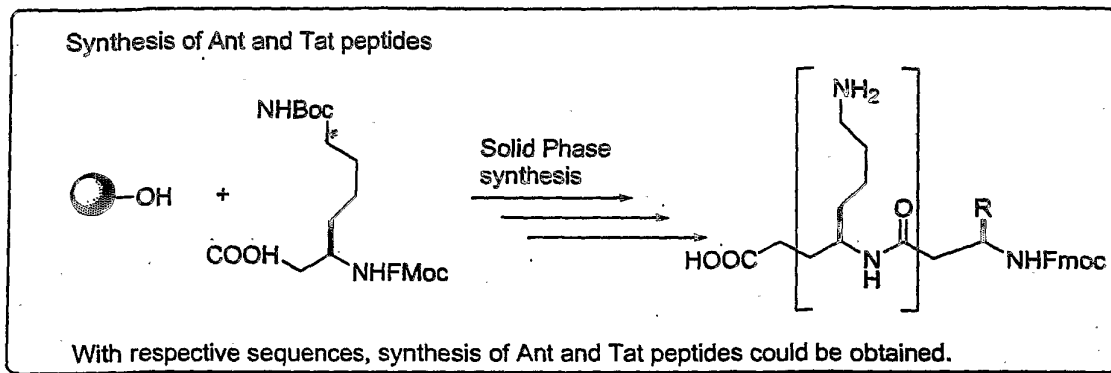 Synthesis of Ant and Tat peptides
NHBoc
NH2
Solid Phase
synthesis
OH
+
O
R
COOH
NHFMoc
HOOC
N
H
NHFmoc
With respective sequences, synthesis of Ant and Tat peptides could be obtained.